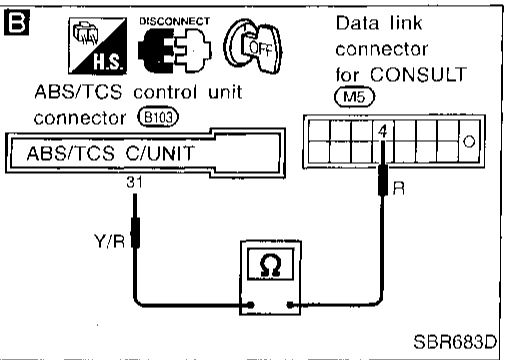 B
H.S.
DISCONNECT
OFF
ABS/TCS control unit
connector B103
Data link
connector
for CONSULT
M5
ABS/TCS C/UNIT
31
4
Y/R
R
Ω
SBR683D